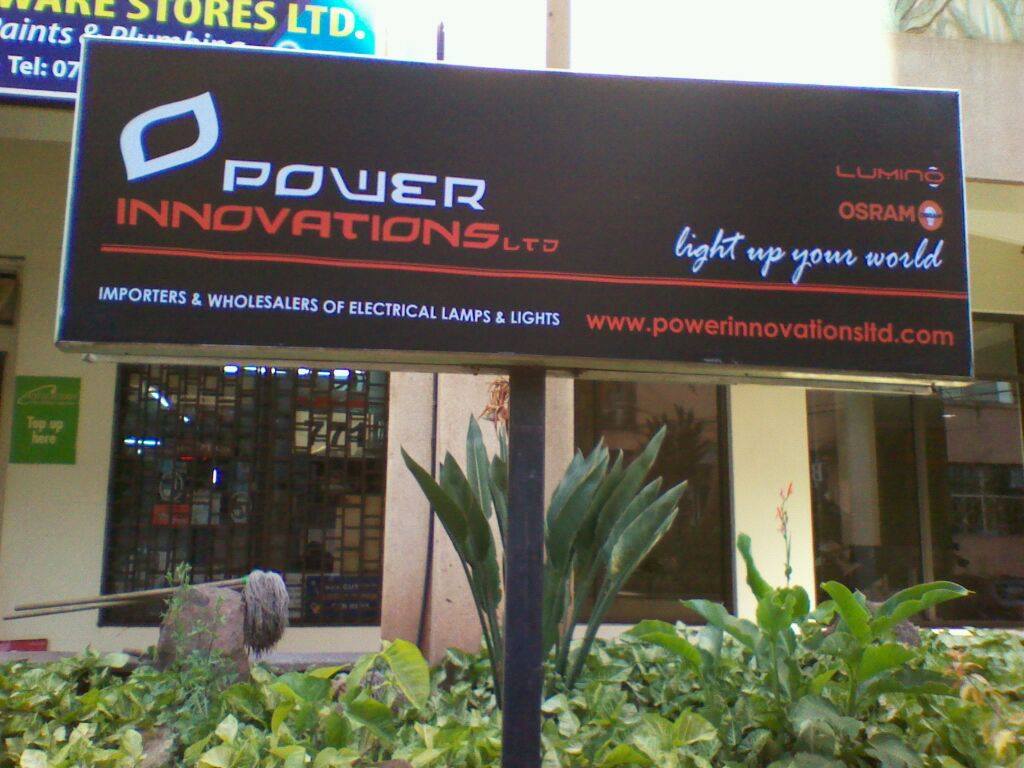 WARE STORES LTD.
Paints & Plumbing
Tel: 07
POWER
INNOVATIONS LTD
LUMINO
OSRAM
light up your world
IMPORTERS & WHOLESALERS OF ELECTRICAL LAMPS & LIGHTS
www.powerinnovationsltd.com
Top up
here